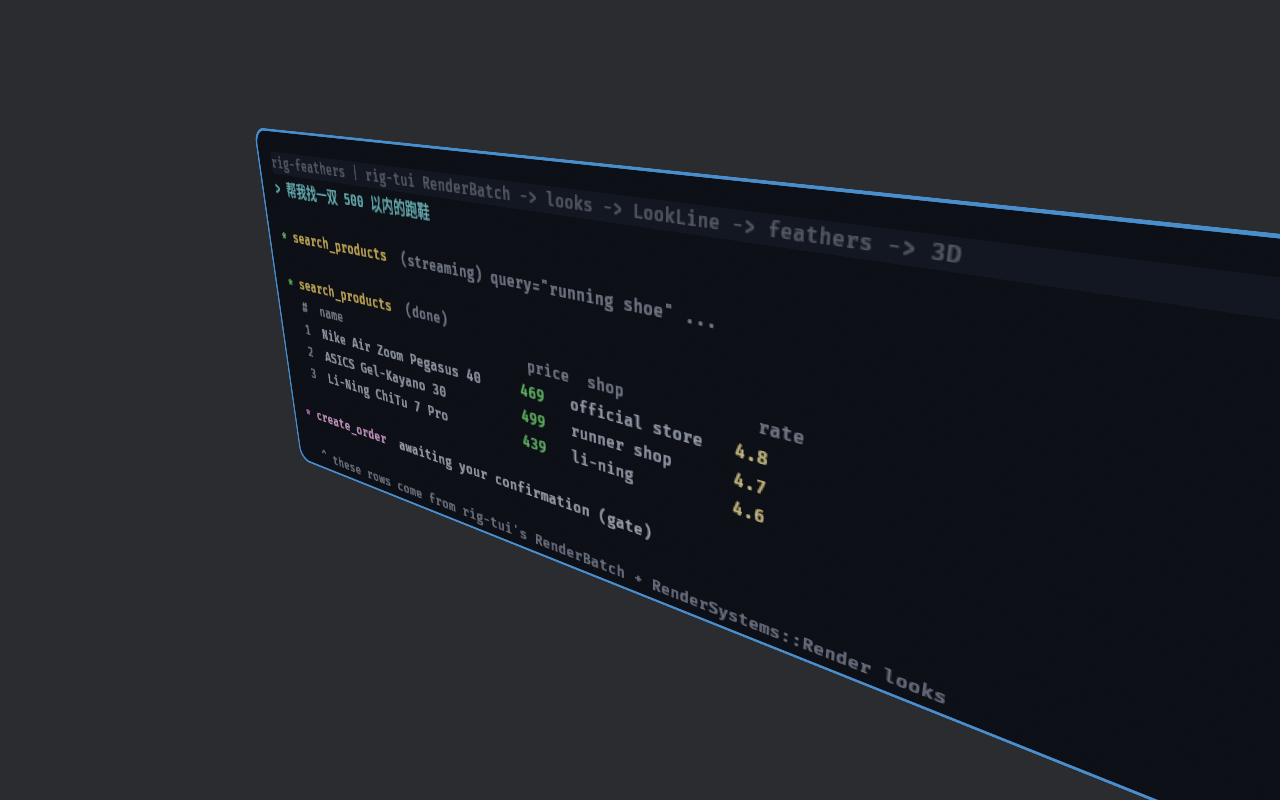 rig-feathers | rig-tui RenderBatch -> looks -> LookLine -> feathers -> 3D
> 帮我找一双 500 以内的跑鞋
* search_products (streaming) query="running shoe" ...
* search_products (done)
# name price shop rate
1 Nike Air Zoom Pegasus 40 469 official store 4.8
2 ASICS Gel-Kayano 30 499 runner shop 4.7
3 Li-Ning ChiTu 7 Pro 439 li-ning 4.6
* create_order awaiting your confirmation (gate)
^ these rows come from rig-tui's RenderBatch + RenderSystems::Render looks